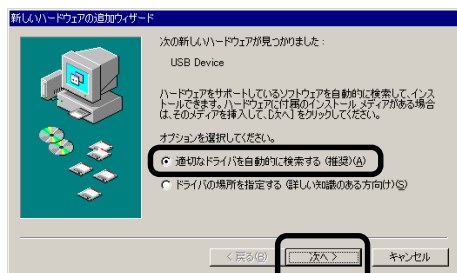 新しいハードウェアの追加ウィザード
次の新しいハードウェアが見つかりました :
USB Device
ハードウェアをサポートしているソフトウェアを自動的に検索して、インス
トールできます。ハードウェアに付属のインストール メディアがある場合
は、そのメディアを挿入して、[次へ] をクリックしてください。
オプションを選択してください。
適切なドライバを自動的に検索する (推奨)(A)
ドライバの場所を指定する (詳しい知識のある方向け)(S)
< 戻る(B)
次へ >
キャンセル